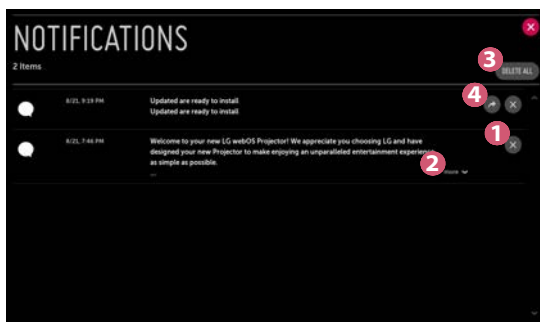 NOTIFICATIONS
2 Items
3
DELETE ALL
4
8/21, 9:19 PM
Updated are ready to install
Updated are ready to install
1
8/21, 7:46 PM
Welcome to your new LG webOS Projector! We appreciate you choosing LG and have
designed your new Projector to make enjoying an unparalleled entertainment experience
as simple as possible.
...
2
more